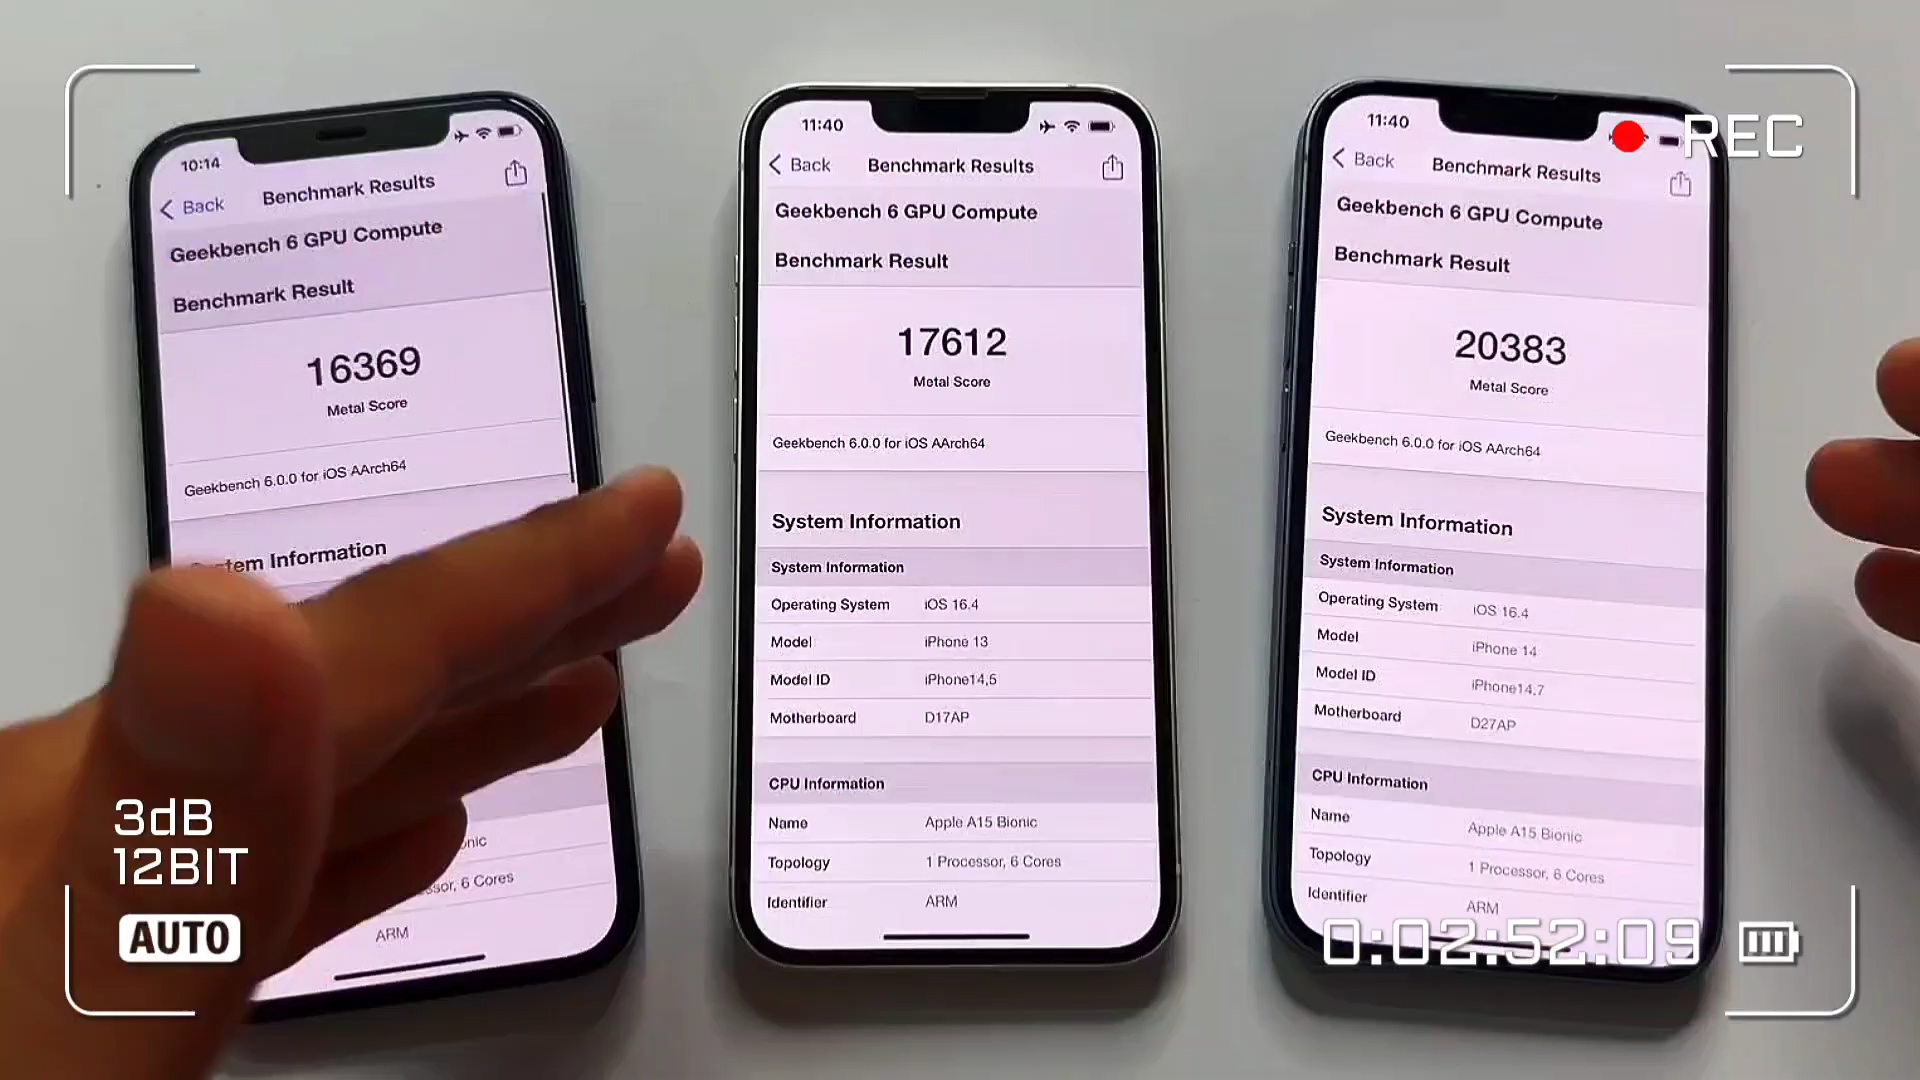 10:14
Back
Benchmark Results
Geekbench 6 GPU Compute
Benchmark Result
16369
Metal Score
Geekbench 6.0.0 for iOS AArch64
Information
6 Cores
ARM
11:40
Back
Benchmark Results
Geekbench 6 GPU Compute
Benchmark Result
17612
Metal Score
Geekbench 6.0.0 for iOS AArch64
System Information
System Information
Operating System iOS 16.4
Model iPhone 13
Model ID iPhone14,5
Motherboard D17AP
CPU Information
Name Apple A15 Bionic
Topology 1 Processor, 6 Cores
Identifier ARM
11:40
Back
Benchmark Results
Geekbench 6 GPU Compute
Benchmark Result
20383
Metal Score
Geekbench 6.0.0 for iOS AArch64
System Information
System Information
Operating System iOS 16.4
Model iPhone 14
Model ID iPhone14,7
Motherboard D27AP
CPU Information
Name Apple A15 Bionic
Topology 1 Processor, 6 Cores
Identifier ARM
REC
3dB
12BIT
AUTO
0:02:52:09